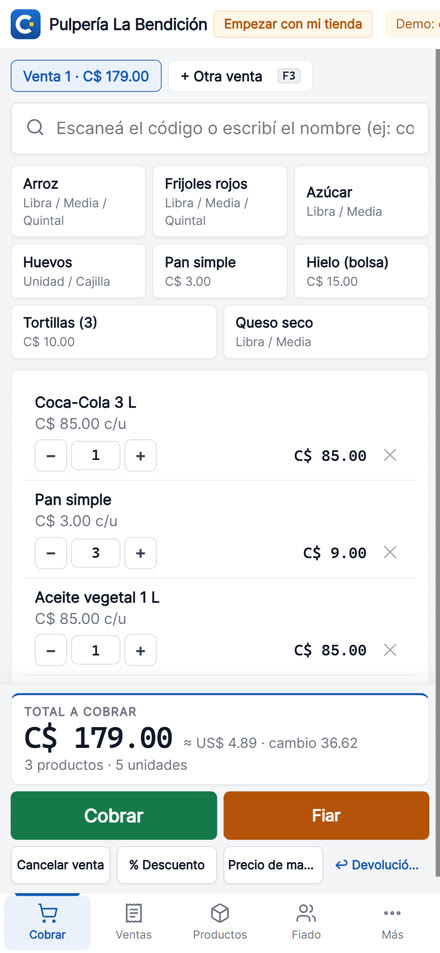 Pulpería La Bendición
Empezar con mi tienda
Demo:
Venta 1 · C$ 179.00
+ Otra venta F3
Escaneá el código o escribí el nombre (ej: co
Arroz
Libra / Media /
Quintal
Frijoles rojos
Libra / Media /
Quintal
Azúcar
Libra / Media
Huevos
Unidad / Cajilla
Pan simple
C$ 3.00
Hielo (bolsa)
C$ 15.00
Tortillas (3)
C$ 10.00
Queso seco
Libra / Media
Coca-Cola 3 L
C$ 85.00 c/u
− 1 + C$ 85.00 ×
Pan simple
C$ 3.00 c/u
− 3 + C$ 9.00 ×
Aceite vegetal 1 L
C$ 85.00 c/u
− 1 + C$ 85.00 ×
TOTAL A COBRAR
C$ 179.00 ≈ US$ 4.89 · cambio 36.62
3 productos · 5 unidades
Cobrar
Fiar
Cancelar venta
% Descuento
Precio de ma...
↩ Devolució...
Cobrar
Ventas
Productos
Fiado
Más